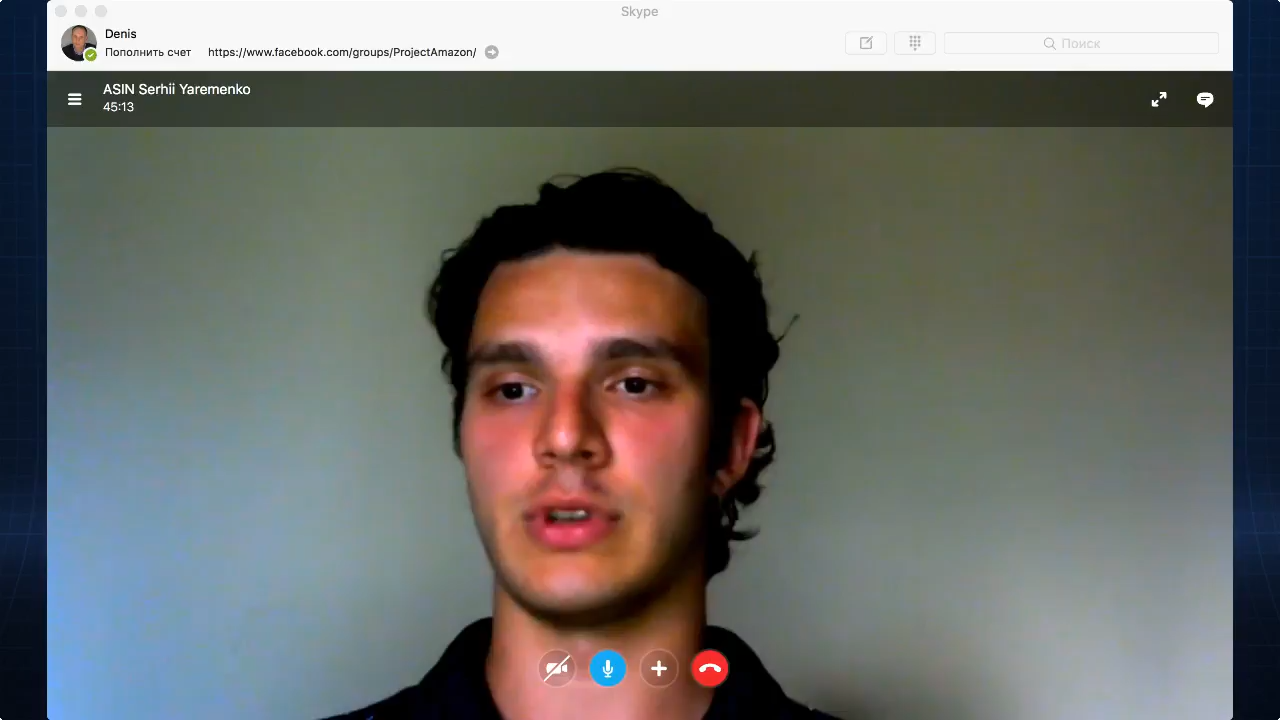 Skype
Denis
Пополнить счет https://www.facebook.com/groups/ProjectAmazon/
Поиск
ASIN Serhii Yaremenko
45:13